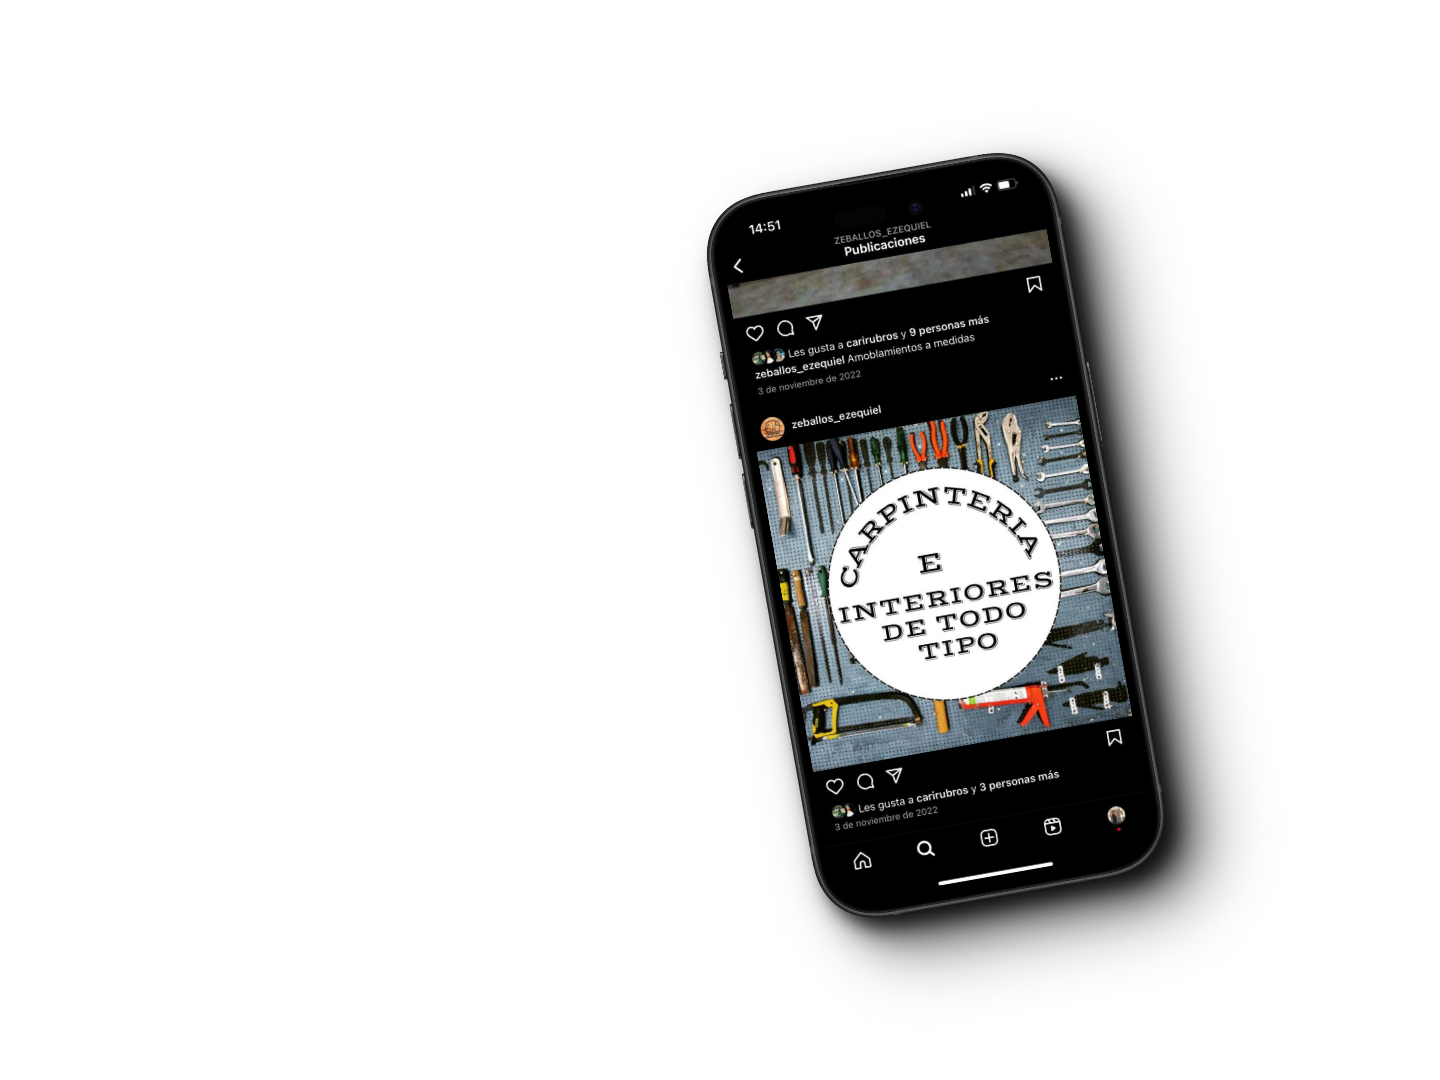 14:51
ZEBALLOS_EZEQUIEL
Publicaciones
Les gusta a carirubros y 9 personas más
zeballos_ezequiel Amoblamientos a medidas
3 de noviembre de 2022
zeballos_ezequiel
CARPINTERIA
E
INTERIORES
DE TODO
TIPO
Les gusta a carirubros y 3 personas más
3 de noviembre de 2022